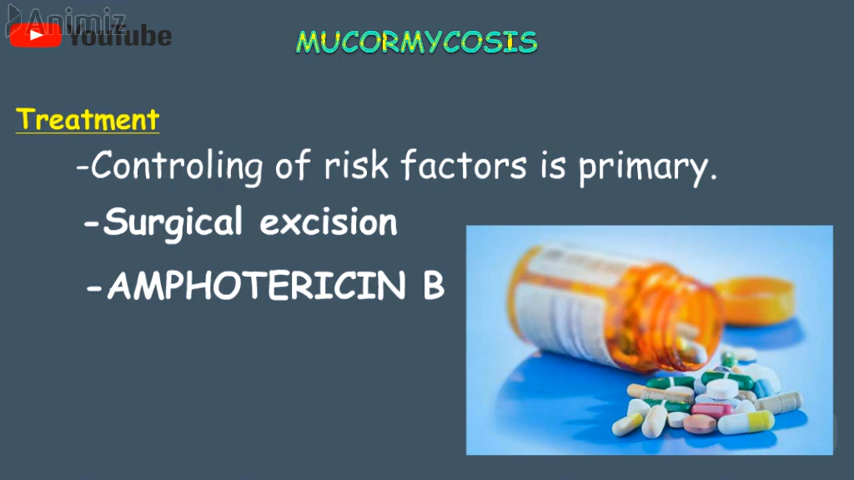 Animiz
YouTube
MUCORMYCOSIS
Treatment
-Controling of risk factors is primary.
-Surgical excision
-AMPHOTERICIN B